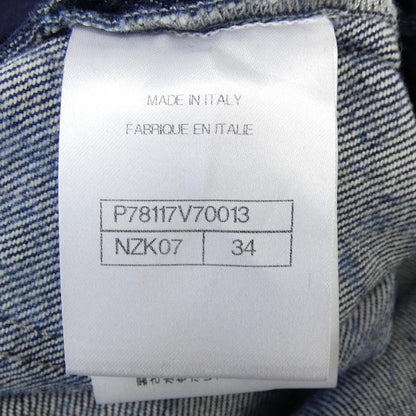 MADE IN ITALY
FABRIQUE EN ITALIE
P78117V70013
NZK07 34